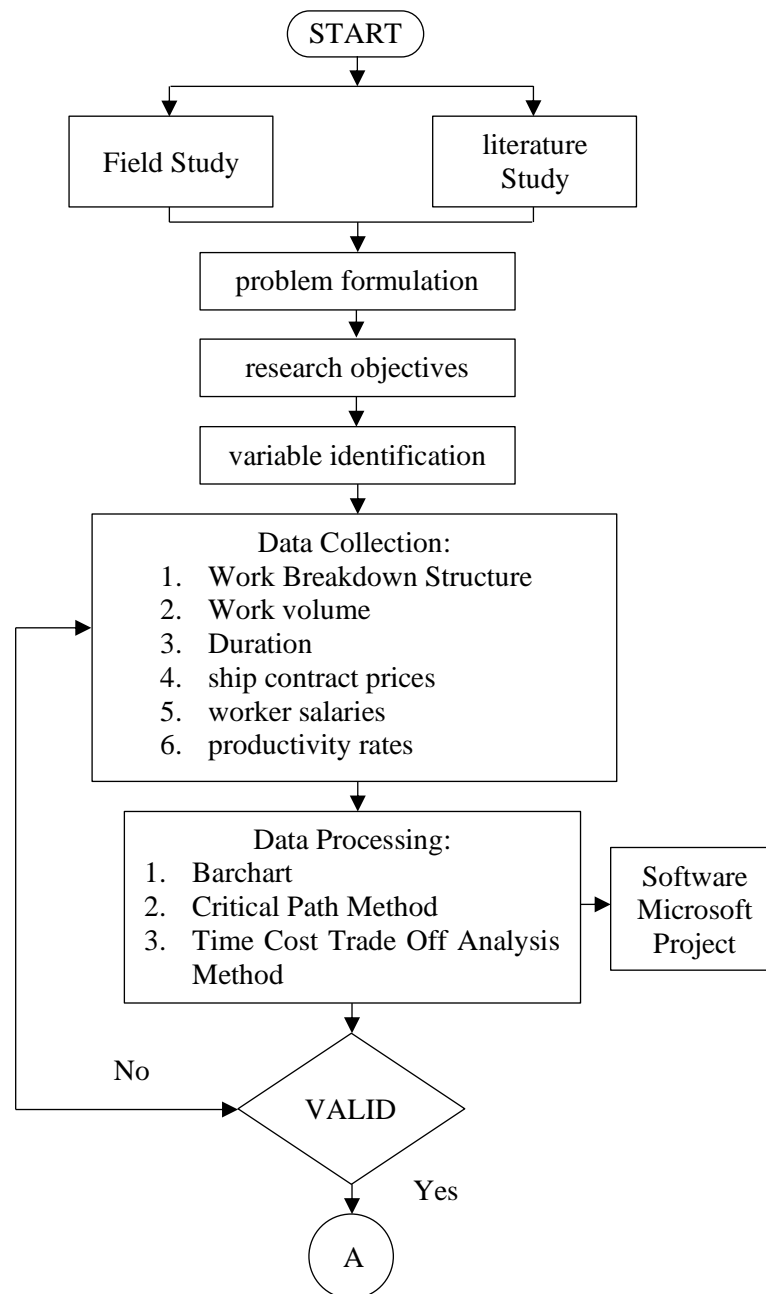 START
Field Study
literature
Study
problem formulation
research objectives
variable identification
Data Collection:
1. Work Breakdown Structure
2. Work volume
3. Duration
4. ship contract prices
5. worker salaries
6. productivity rates
Data Processing:
1. Barchart
2. Critical Path Method
3. Time Cost Trade Off Analysis
Method
Software
Microsoft
Project
No
VALID
Yes
A